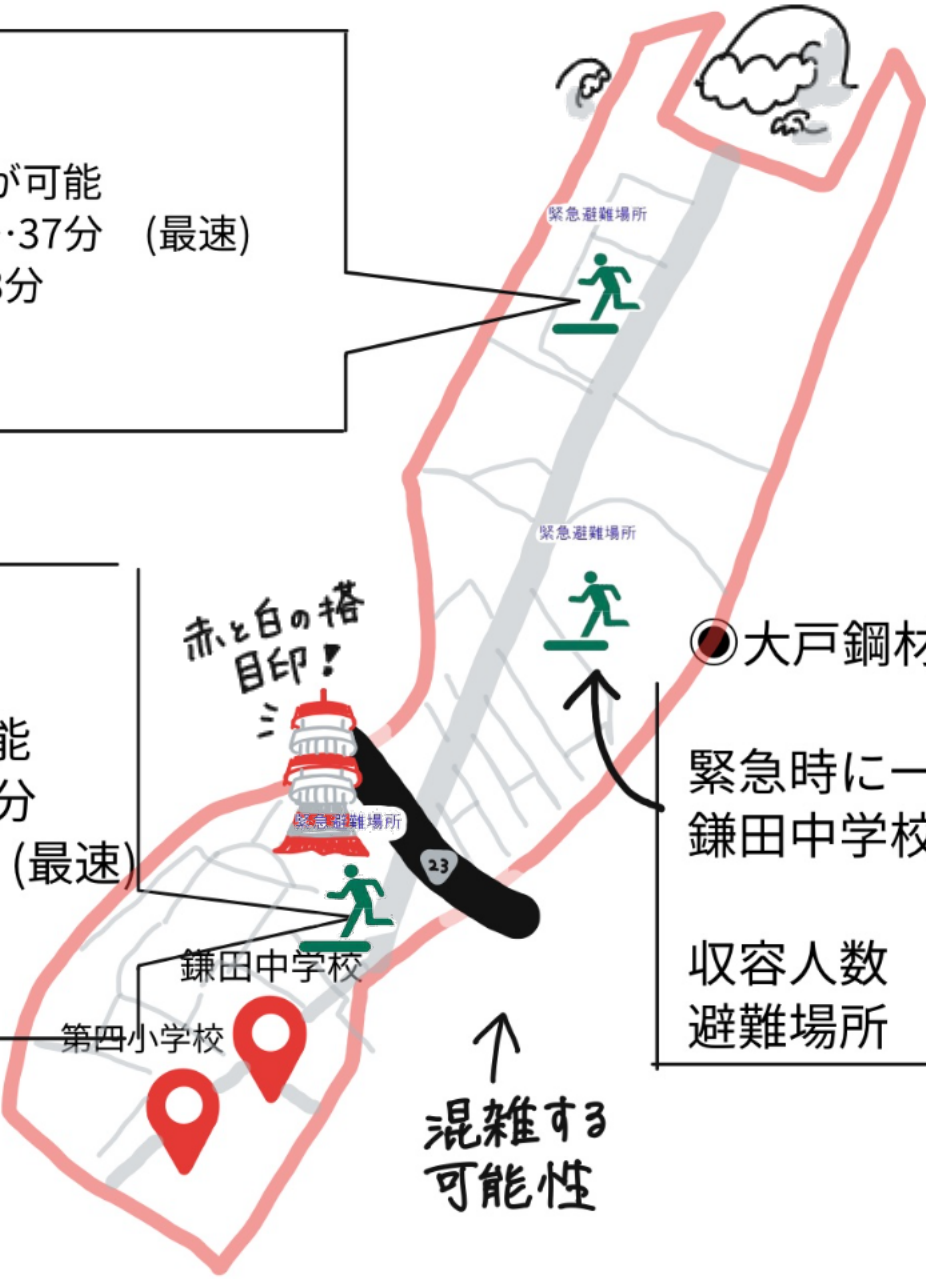 が可能
‥37分 (最速)
分
緊急避難場所
緊急避難場所
赤と白の塔
目印!
能
分
(最速)
緊急避難場所
23
鎌田中学校
第四小学校
大戸鋼材
緊急時に一
鎌田中学校
収容人数
避難場所
混雑する
可能性